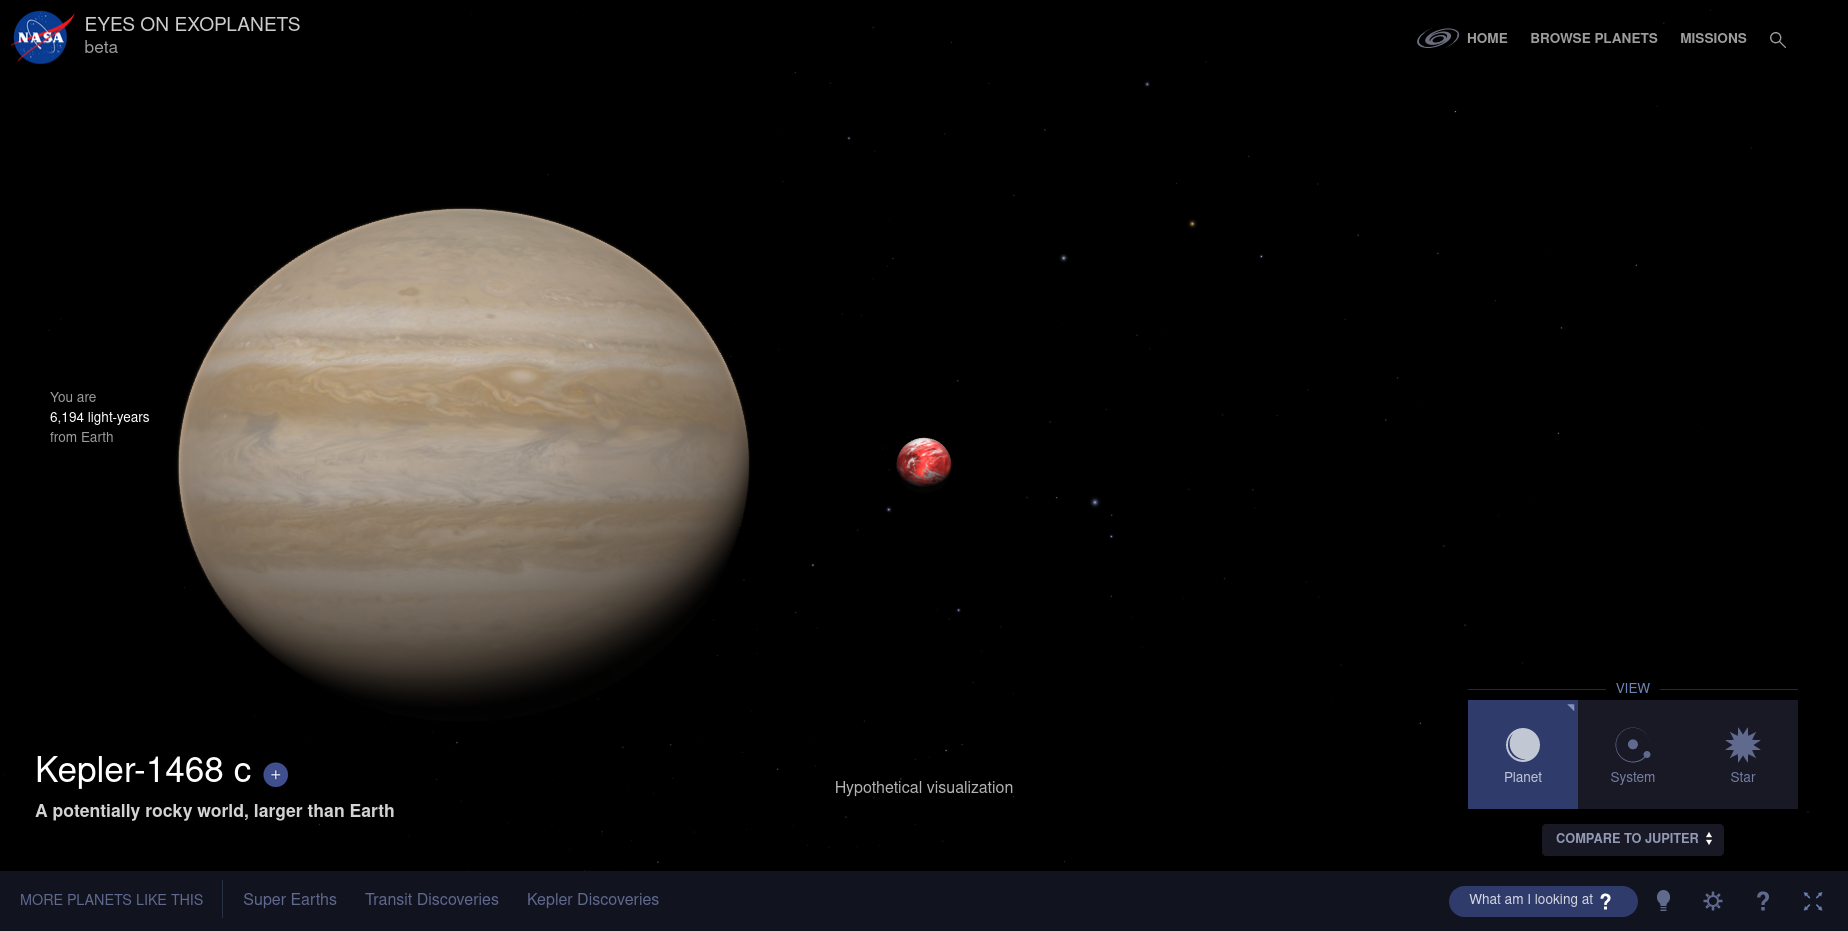 NASA
EYES ON EXOPLANETS
beta
HOME
BROWSE PLANETS
MISSIONS
You are
6,194 light-years
from Earth
Kepler-1468 c +
A potentially rocky world, larger than Earth
Hypothetical visualization
VIEW
Planet
System
Star
COMPARE TO JUPITER
MORE PLANETS LIKE THIS
Super Earths
Transit Discoveries
Kepler Discoveries
What am I looking at ?
?